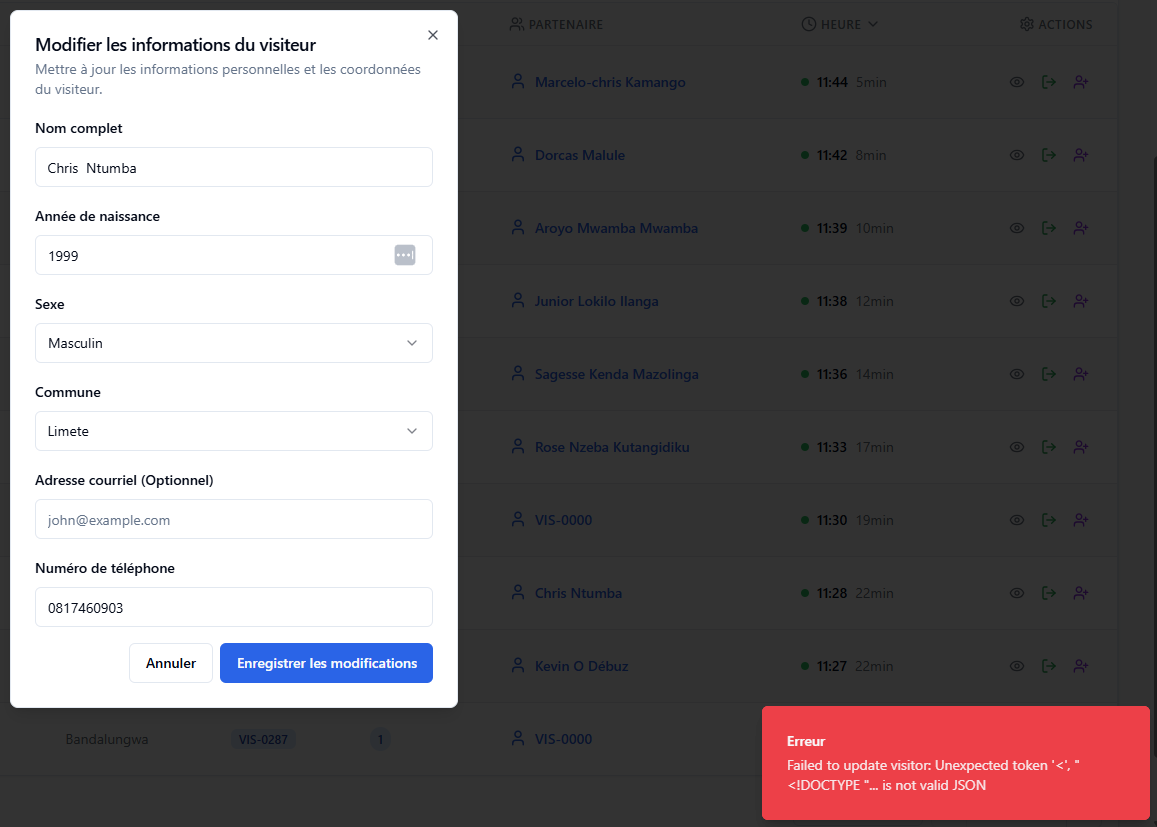 Modifier les informations du visiteur
Mettre à jour les informations personnelles et les coordonnées
du visiteur.
Nom complet
Chris  Ntumba
Année de naissance
1999
Sexe
Masculin
Commune
Limete
Adresse courriel (Optionnel)
john@example.com
Numéro de téléphone
0817460903
Annuler
Enregistrer les modifications
PARTENAIRE HEURE ACTIONS
Marcelo-chris Kamango 11:44 5min
Dorcas Malule 11:42 8min
Aroyo Mwamba Mwamba 11:39 10min
Junior Lokilo Ilanga 11:38 12min
Sagesse Kenda Mazolinga 11:36 14min
Rose Nzeba Kutangidiku 11:33 17min
VIS-0000 11:30 19min
Chris Ntumba 11:28 22min
Kevin O Débuz 11:27 22min
Bandalungwa VIS-0287 1 VIS-0000
Erreur
Failed to update visitor: Unexpected token '<', "
<!DOCTYPE "... is not valid JSON